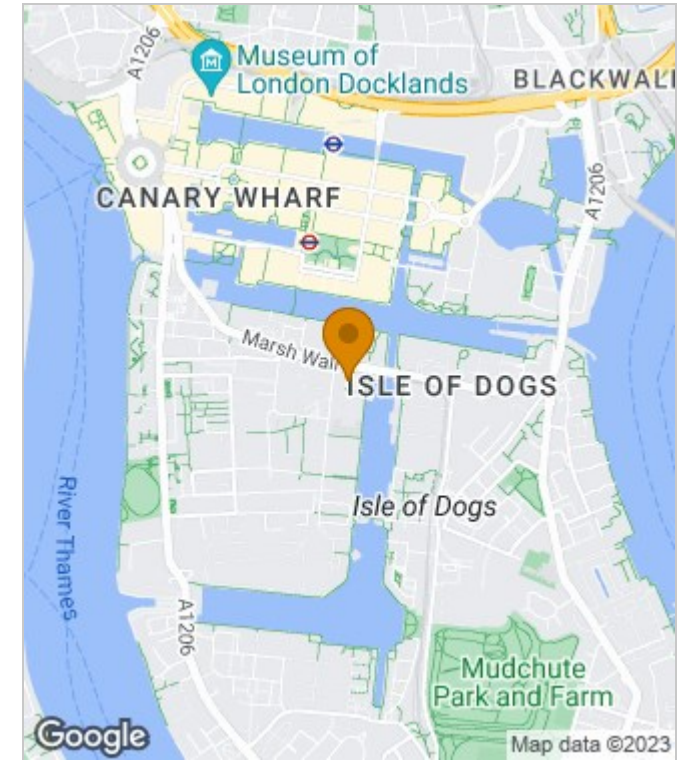 A1206
Museum of
London Docklands
BLACKWALL
A1206
CANARY WHARF
Marsh Wall
ISLE OF DOGS
River Thames
Isle of Dogs
A1206
Mudchute
Park and Farm
Google
Map data ©2023